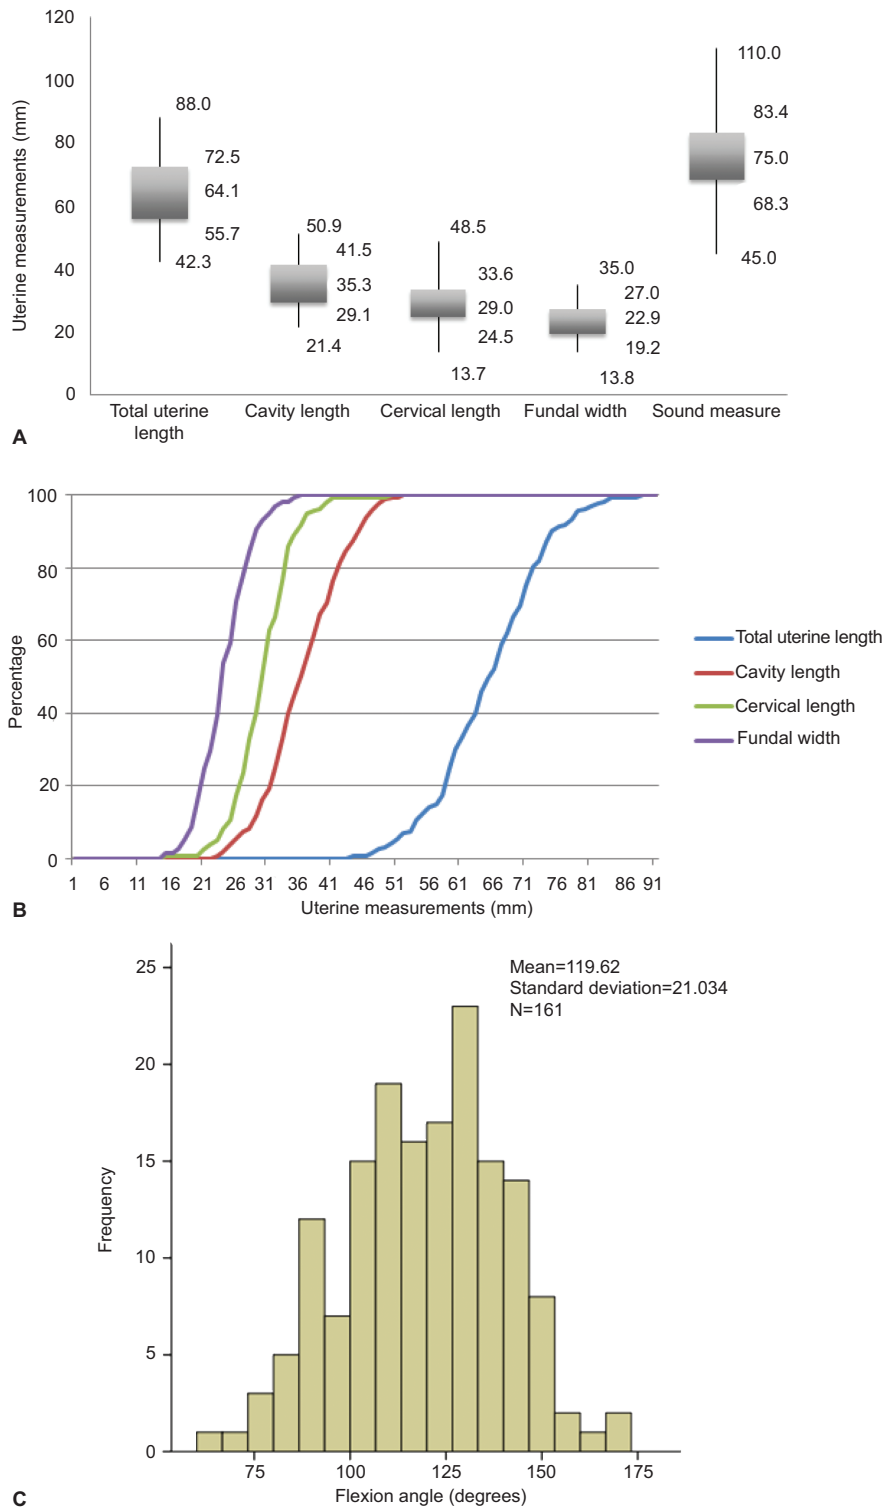 120
100
80
60
40
20
0
Uterine measurements (mm)
88.0
72.5
64.1
55.7
42.3
50.9
41.5
35.3
29.1
21.4
48.5
33.6
29.0
24.5
13.7
35.0
27.0
22.9
19.2
13.8
110.0
83.4
75.0
68.3
45.0
Total uterine
length
Cavity length
Cervical length
Fundal width
Sound measure
A
100
80
60
40
20
0
Percentage
1 6 11 16 21 26 31 36 41 46 51 56 61 66 71 76 81 86 91
Uterine measurements (mm)
Total uterine length
Cavity length
Cervical length
Fundal width
B
25
20
15
10
5
0
Frequency
Mean=119.62
Standard deviation=21.034
N=161
75 100 125 150 175
Flexion angle (degrees)
C